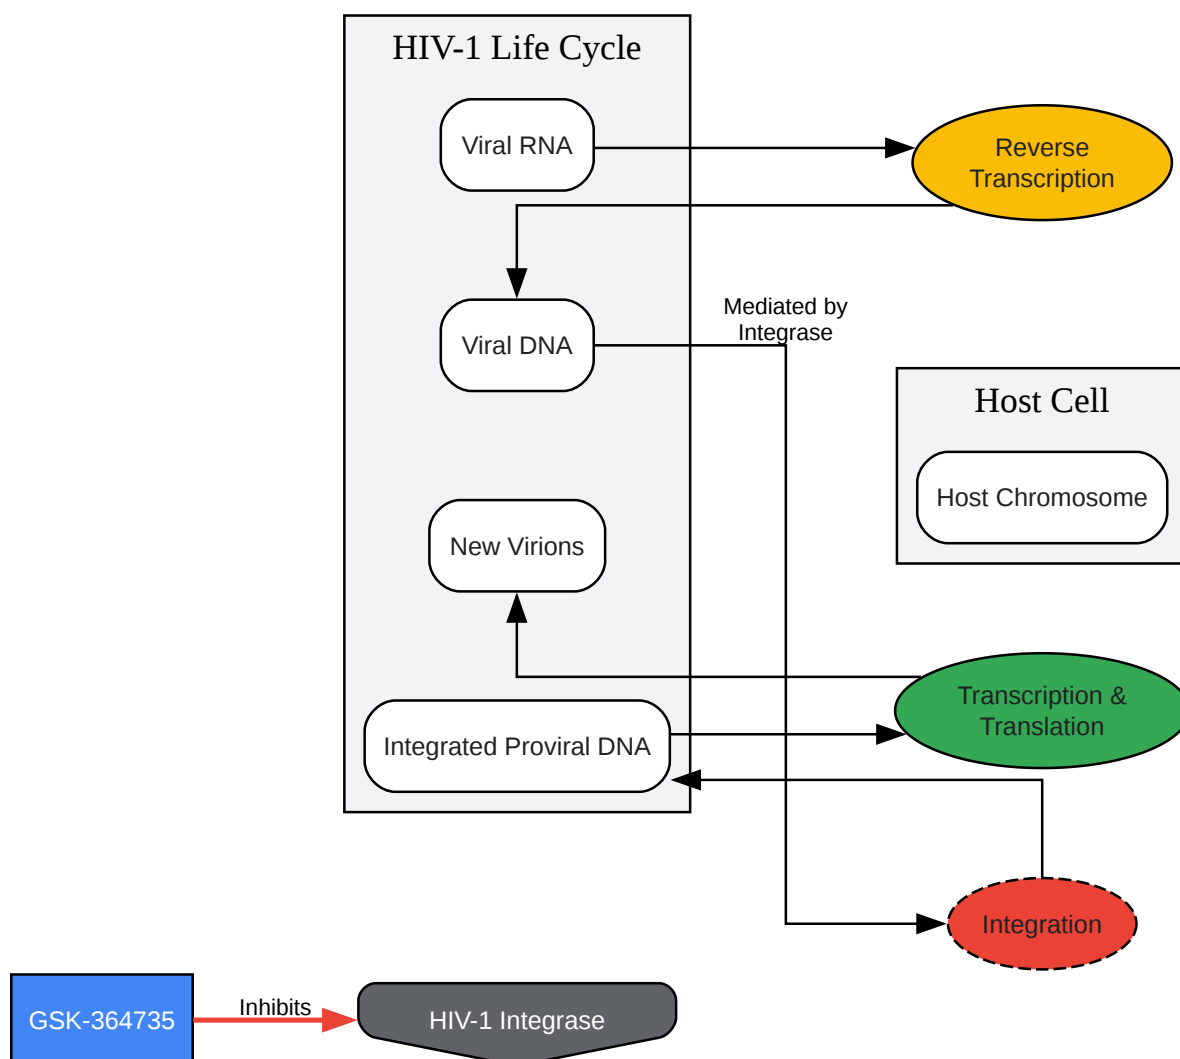 HIV-1 Life Cycle
Viral RNA
Reverse
Transcription
Mediated by
Integrase
Viral DNA
Host Cell
Host Chromosome
New Virions
Transcription &
Translation
Integrated Proviral DNA
Integration
GSK-364735
Inhibits
HIV-1 Integrase